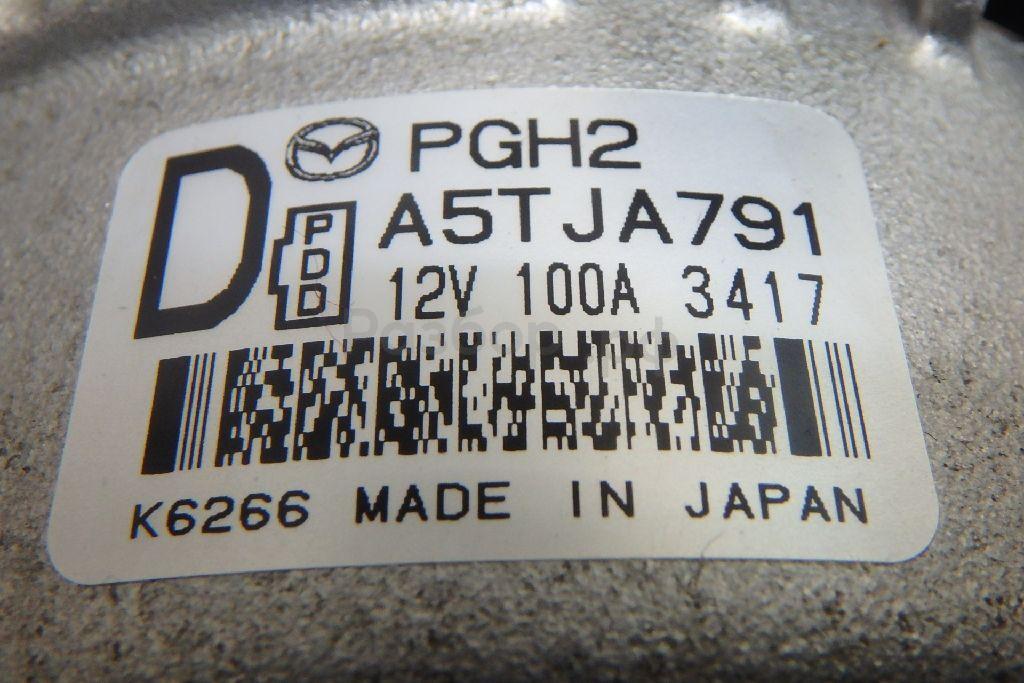 D PGH2
PDD A5TJA791
12V 100A 3417
K6266 MADE IN JAPAN